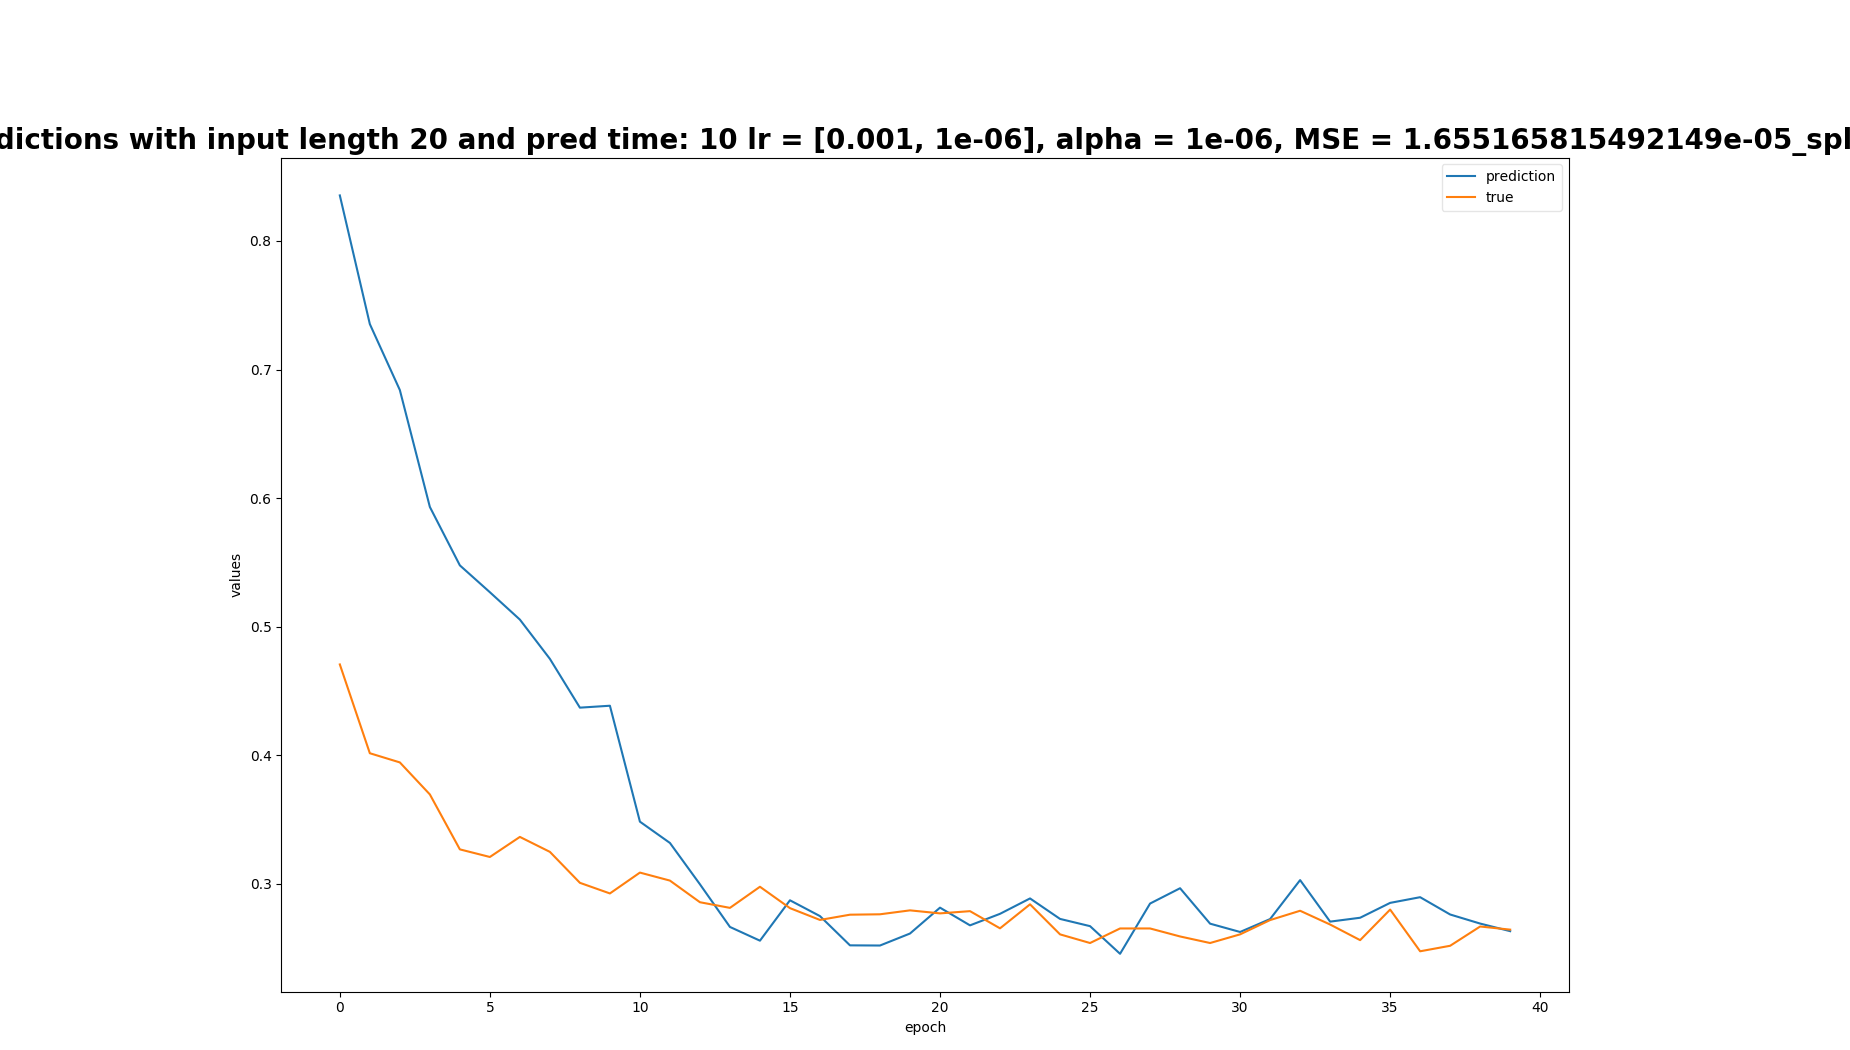 dictions with input length 20 and pred time: 10 lr = [0.001, 1e-06], alpha = 1e-06, MSE = 1.655165815492149e-05_spl
prediction
true
0.8
0.7
0.6
0.5
0.4
0.3
values
0 5 10 15 20 25 30 35 40
epoch